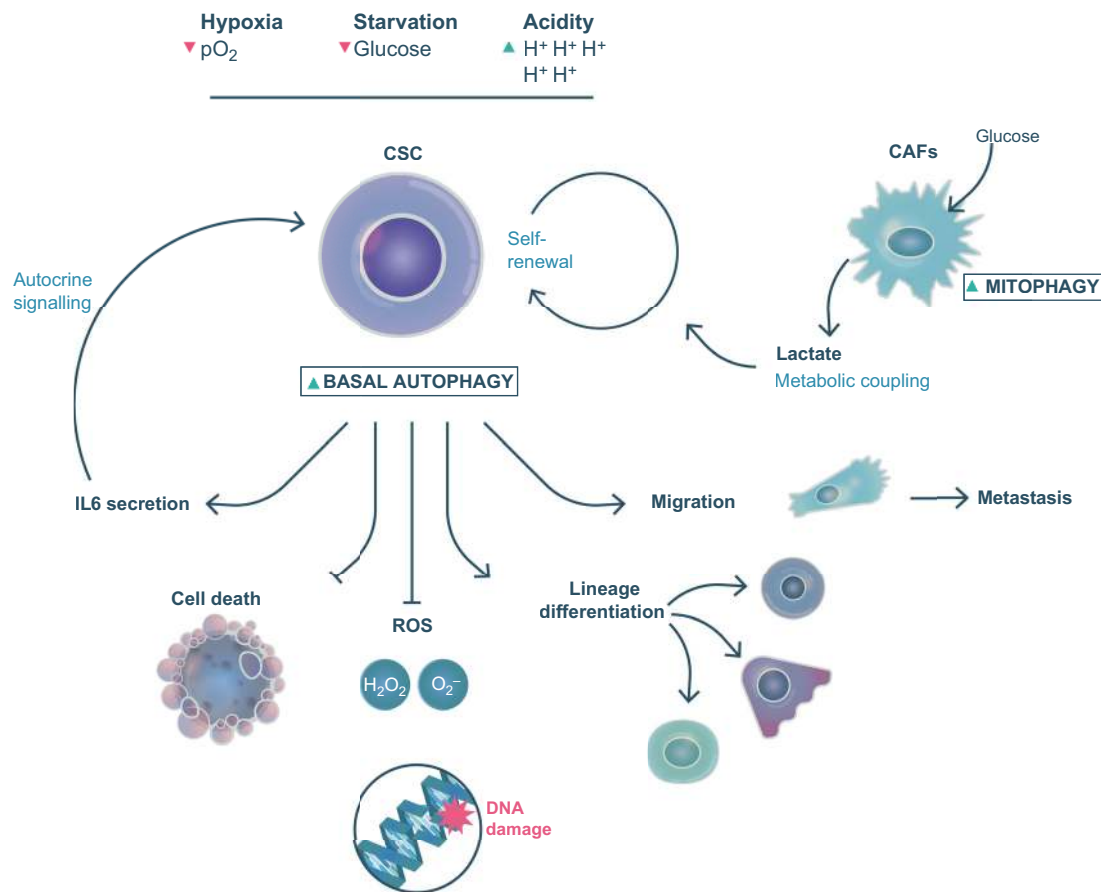 Hypoxia
▼ pO₂
Starvation
▼ Glucose
Acidity
▲ H⁺ H⁺ H⁺
H⁺ H⁺
CSC
CAFs
Glucose
Self-
renewal
Autocrine
signalling
▲ MITOPHAGY
Lactate
Metabolic coupling
▲ BASAL AUTOPHAGY
IL6 secretion
Migration
Metastasis
Cell death
ROS
Lineage
differentiation
H₂O₂
O₂⁻
DNA
damage